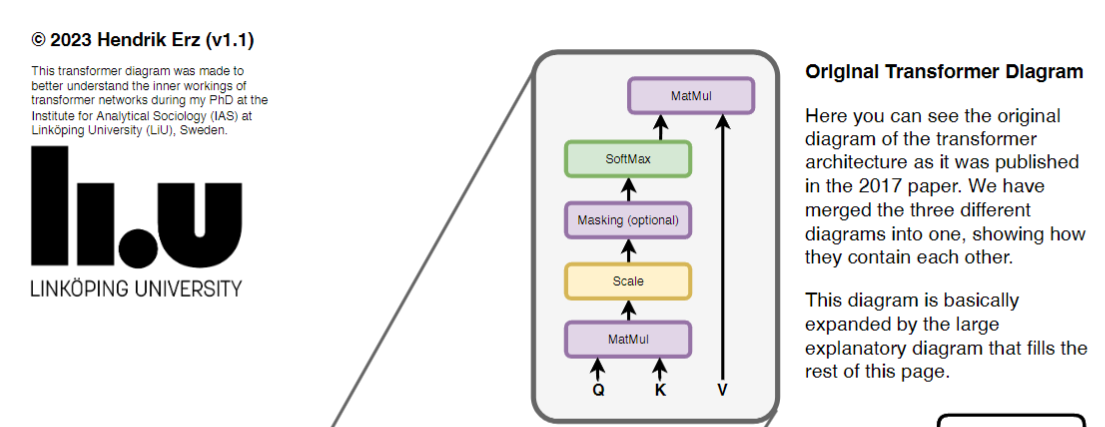 © 2023 Hendrik Erz (v1.1)
This transformer diagram was made to
better understand the inner workings of
transformer networks during my PhD at the
Institute for Analytical Sociology (IAS) at
Linköping University (LiU), Sweden.
li.u
LINKÖPING UNIVERSITY
MatMul
SoftMax
Masking (optional)
Scale
MatMul
Q K V
Original Transformer Diagram
Here you can see the original
diagram of the transformer
architecture as it was published
in the 2017 paper. We have
merged the three different
diagrams into one, showing how
they contain each other.
This diagram is basically
expanded by the large
explanatory diagram that fills the
rest of this page.